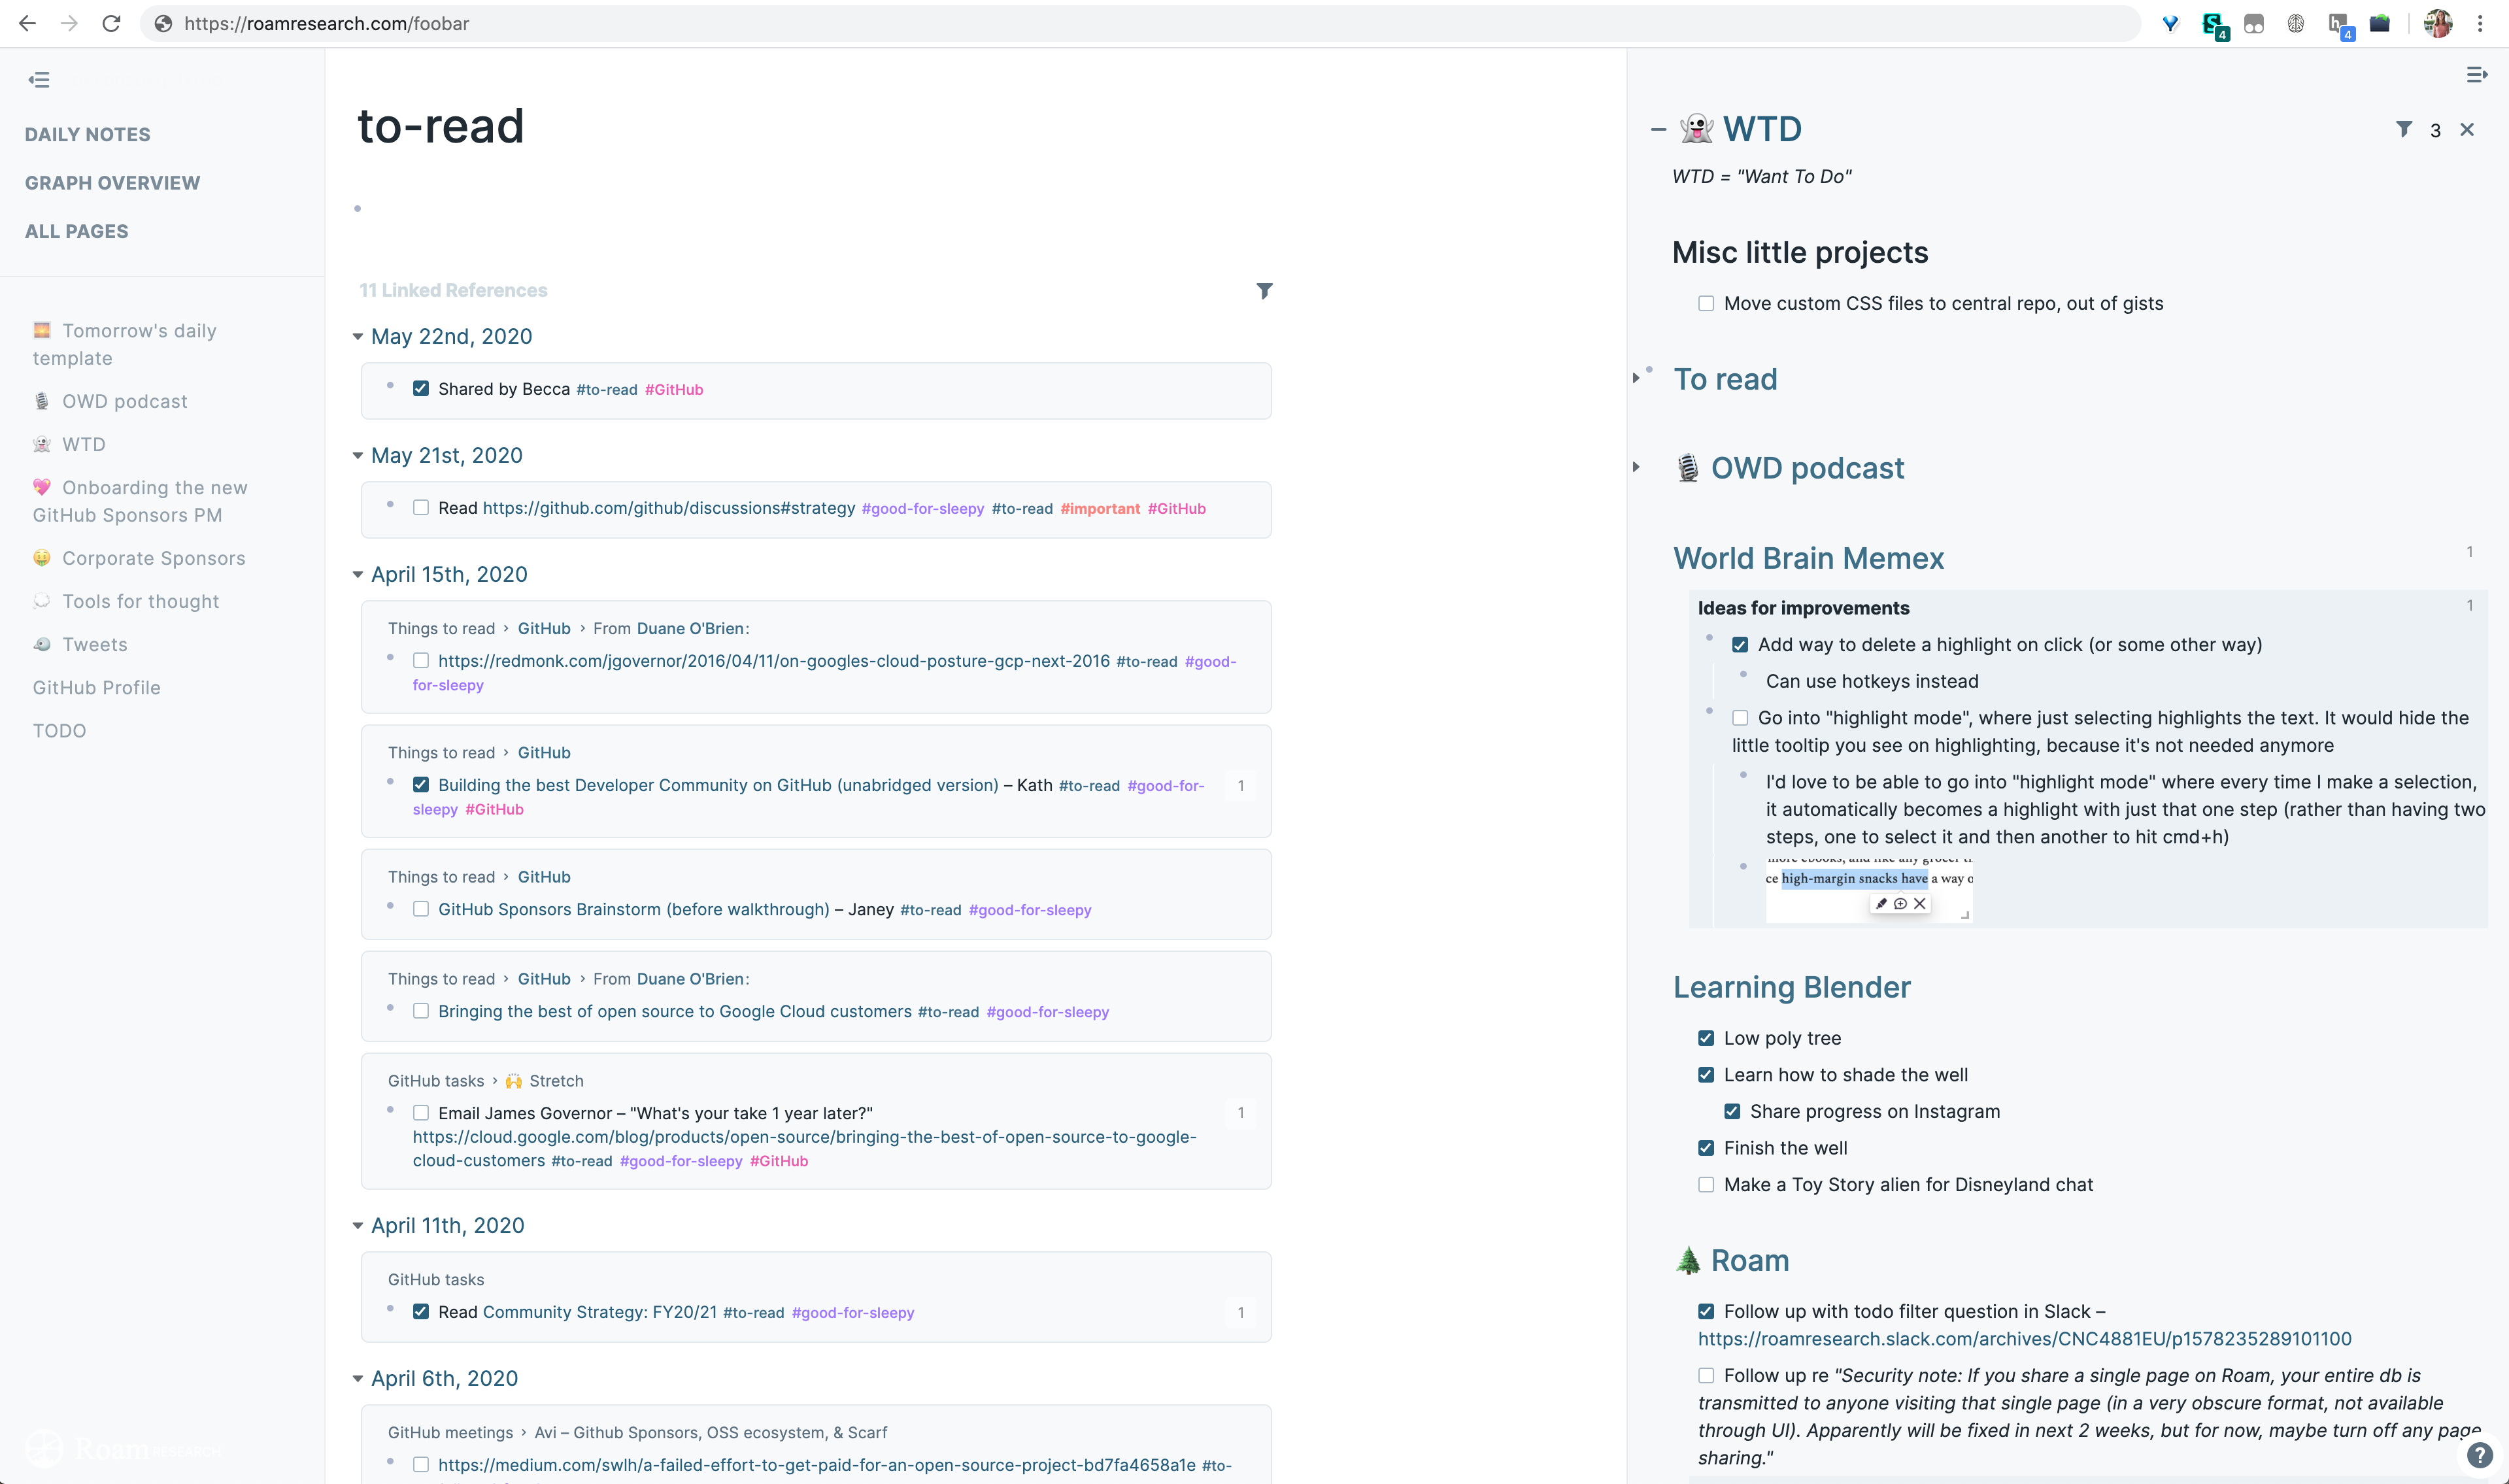 https://roamresearch.com/foobar
4
4
DAILY NOTES
GRAPH OVERVIEW
ALL PAGES
Tomorrow's daily
template
OWD podcast
WTD
Onboarding the new
GitHub Sponsors PM
Corporate Sponsors
Tools for thought
Tweets
GitHub Profile
TODO
Roam RESEARCH
to-read
11 Linked References
May 22nd, 2020
Shared by Becca #to-read #GitHub
May 21st, 2020
Read https://github.com/github/discussions#strategy #good-for-sleepy #to-read #important #GitHub
April 15th, 2020
Things to read › GitHub › From Duane O'Brien:
https://redmonk.com/jgovernor/2016/04/11/on-googles-cloud-posture-gcp-next-2016 #to-read #good-
for-sleepy
Things to read › GitHub
Building the best Developer Community on GitHub (unabridged version) – Kath #to-read #good-for- 1
sleepy #GitHub
Things to read › GitHub
GitHub Sponsors Brainstorm (before walkthrough) – Janey #to-read #good-for-sleepy
Things to read › GitHub › From Duane O'Brien:
Bringing the best of open source to Google Cloud customers #to-read #good-for-sleepy
GitHub tasks › 🙌 Stretch
Email James Governor – "What's your take 1 year later?" 1
https://cloud.google.com/blog/products/open-source/bringing-the-best-of-open-source-to-google-
cloud-customers #to-read #good-for-sleepy #GitHub
April 11th, 2020
GitHub tasks
Read Community Strategy: FY20/21 #to-read #good-for-sleepy 1
April 6th, 2020
GitHub meetings › Avi – Github Sponsors, OSS ecosystem, & Scarf
https://medium.com/swlh/a-failed-effort-to-get-paid-for-an-open-source-project-bd7fa4658a1e #to-
WTD 3
WTD = "Want To Do"
Misc little projects
Move custom CSS files to central repo, out of gists
To read
OWD podcast
World Brain Memex 1
Ideas for improvements 1
Add way to delete a highlight on click (or some other way)
Can use hotkeys instead
Go into "highlight mode", where just selecting highlights the text. It would hide the
little tooltip you see on highlighting, because it's not needed anymore
I'd love to be able to go into "highlight mode" where every time I make a selection,
it automatically becomes a highlight with just that one step (rather than having two
steps, one to select it and then another to hit cmd+h)
more ebooks, and like any grocer
ce high-margin snacks have a way o
Learning Blender
Low poly tree
Learn how to shade the well
Share progress on Instagram
Finish the well
Make a Toy Story alien for Disneyland chat
Roam
Follow up with todo filter question in Slack –
https://roamresearch.slack.com/archives/CNC4881EU/p1578235289101100
Follow up re "Security note: If you share a single page on Roam, your entire db is
transmitted to anyone visiting that single page (in a very obscure format, not available
through UI). Apparently will be fixed in next 2 weeks, but for now, maybe turn off any page
sharing."
?